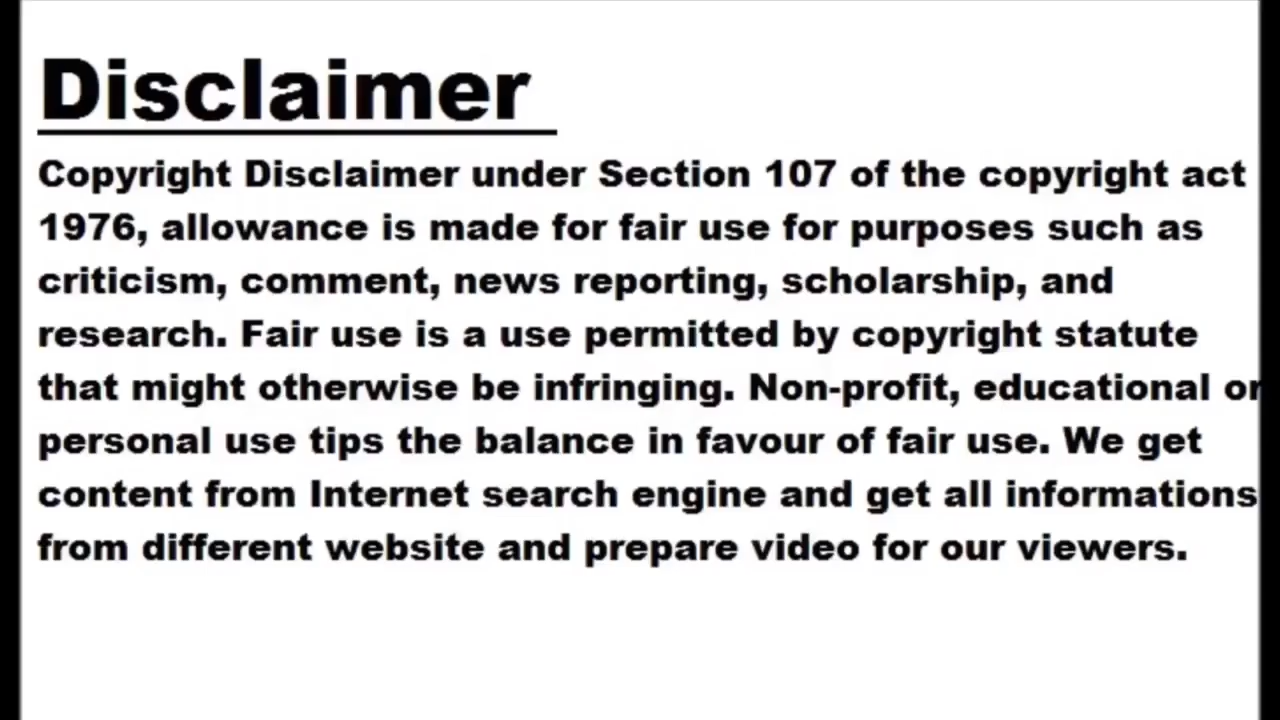 Disclaimer
Copyright Disclaimer under Section 107 of the copyright act
1976, allowance is made for fair use for purposes such as
criticism, comment, news reporting, scholarship, and
research. Fair use is a use permitted by copyright statute
that might otherwise be infringing. Non-profit, educational or
personal use tips the balance in favour of fair use. We get
content from Internet search engine and get all informations
from different website and prepare video for our viewers.